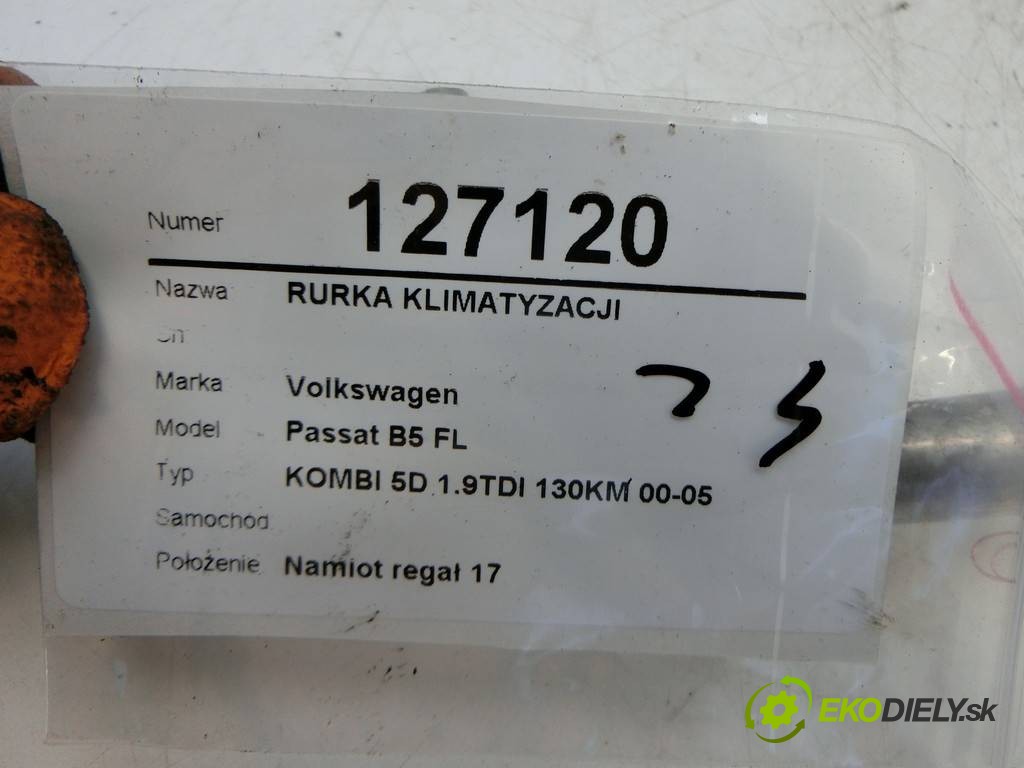 Numer 127120
Nazwa RURKA KLIMATYZACJI
Marka Volkswagen
Model Passat B5 FL
Typ KOMBI 5D 1.9TDI 130KM 00-05
Samochód
Położenie Namiot regał 17
EKODIELY.sk